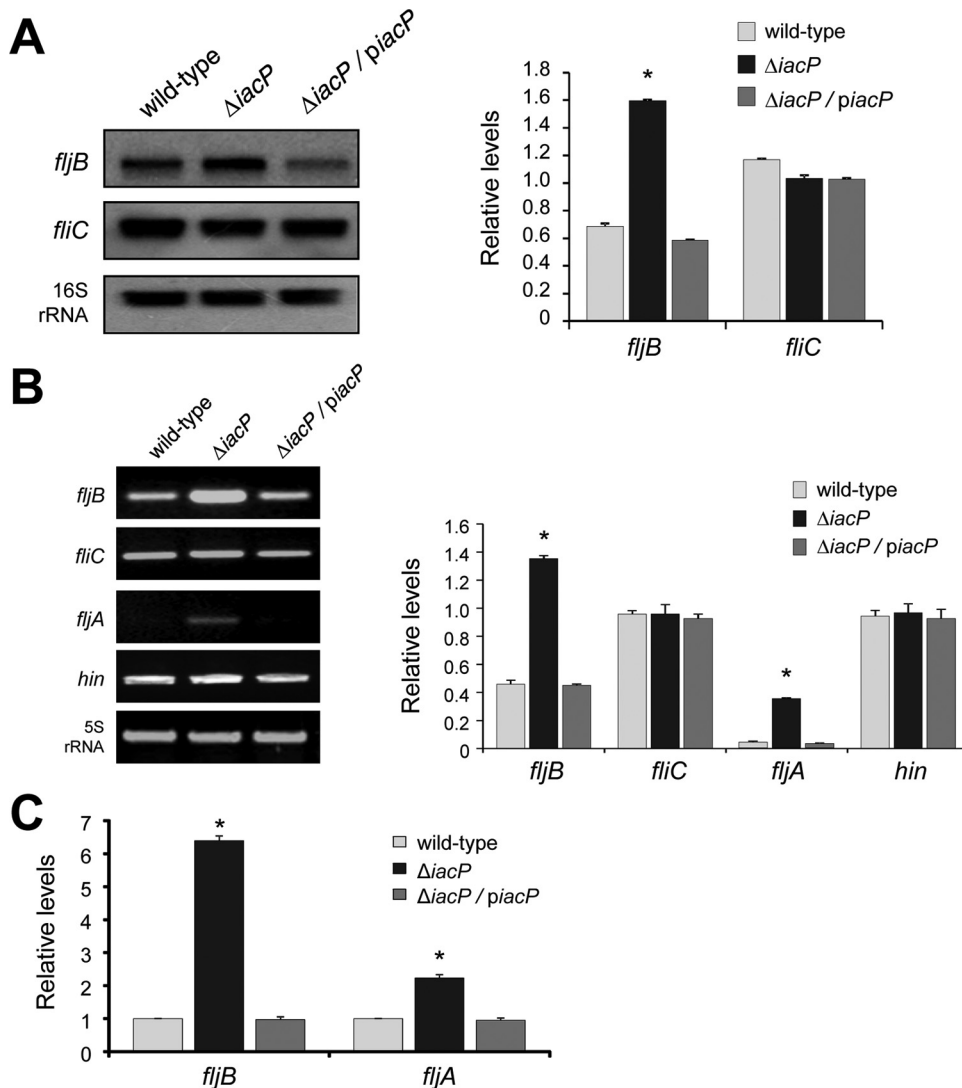 A
wild-type
ΔiacP
ΔiacP / piacP
fljB
fliC
16S
rRNA
wild-type
ΔiacP
ΔiacP / piacP
Relative levels
1.8
1.6
1.4
1.2
1.0
0.8
0.6
0.4
0.2
0
*
fljB
fliC
B
wild-type
ΔiacP
ΔiacP / piacP
fljB
fliC
fljA
hin
5S
rRNA
wild-type
ΔiacP
ΔiacP / piacP
Relative levels
1.6
1.4
1.2
1.0
0.8
0.6
0.4
0.2
0
*
*
fljB
fliC
fljA
hin
C
wild-type
ΔiacP
ΔiacP / piacP
Relative levels
7
6
5
4
3
2
1
0
*
*
fljB
fljA